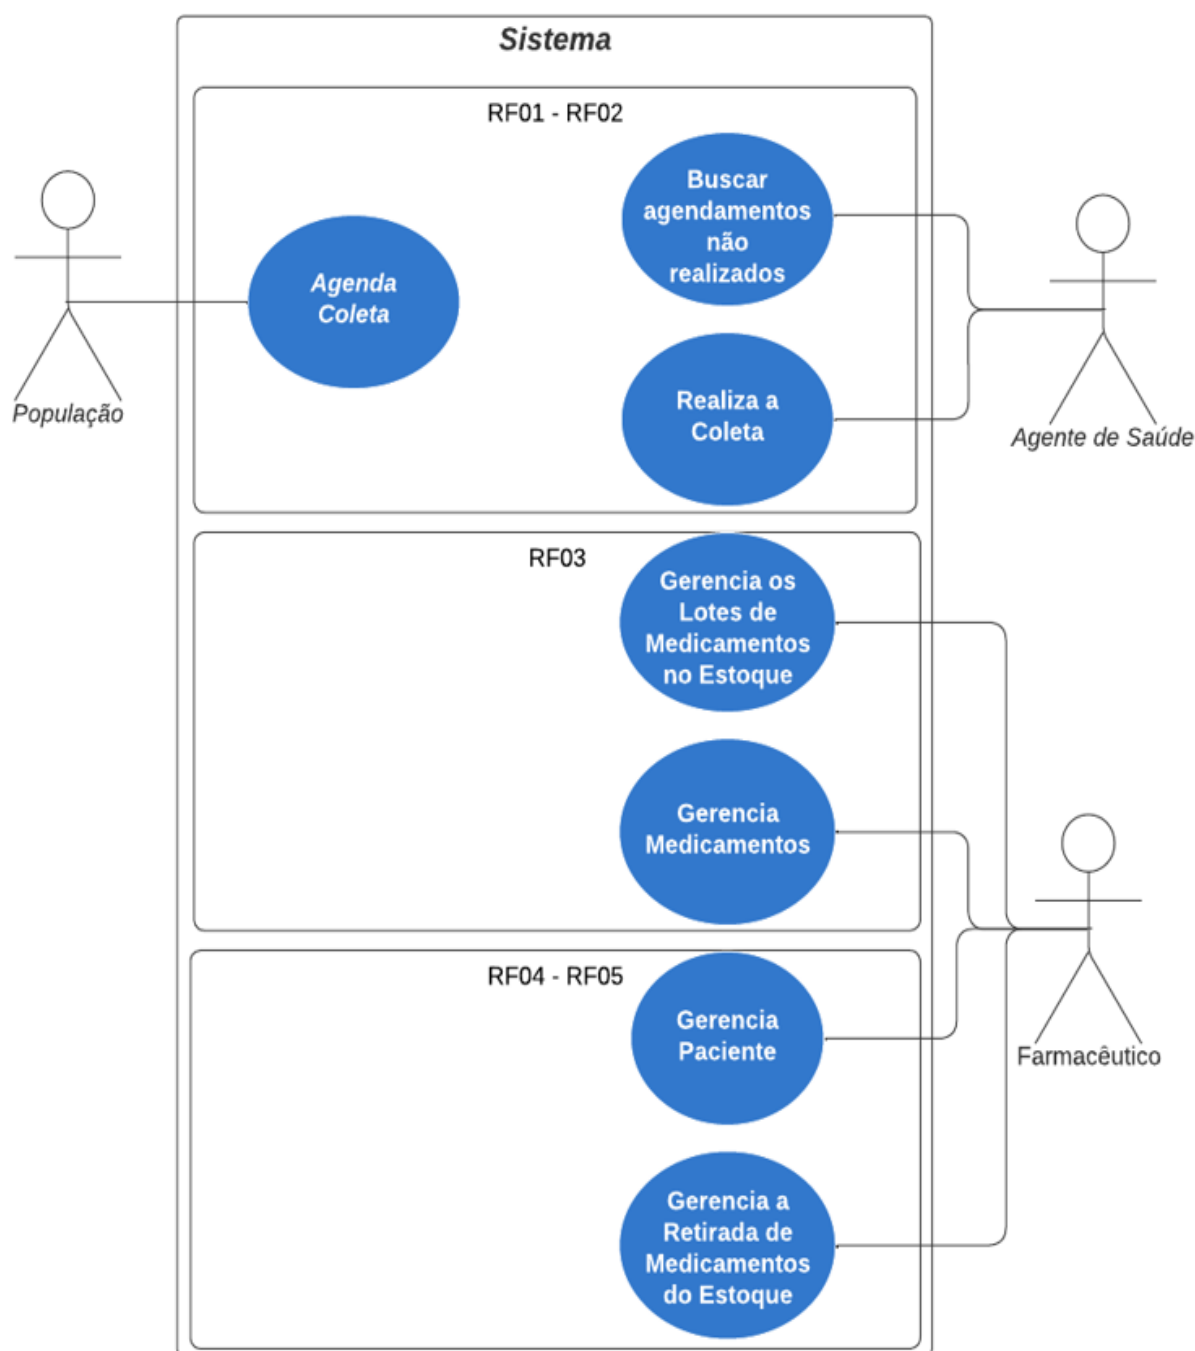 Sistema
RF01 - RF02
Buscar
agendamentos
não
realizados
Agenda
Coleta
População
Realiza a
Coleta
Agente de Saúde
RF03
Gerencia os
Lotes de
Medicamentos
no Estoque
Gerencia
Medicamentos
RF04 - RF05
Gerencia
Paciente
Farmacêutico
Gerencia a
Retirada de
Medicamentos
do Estoque